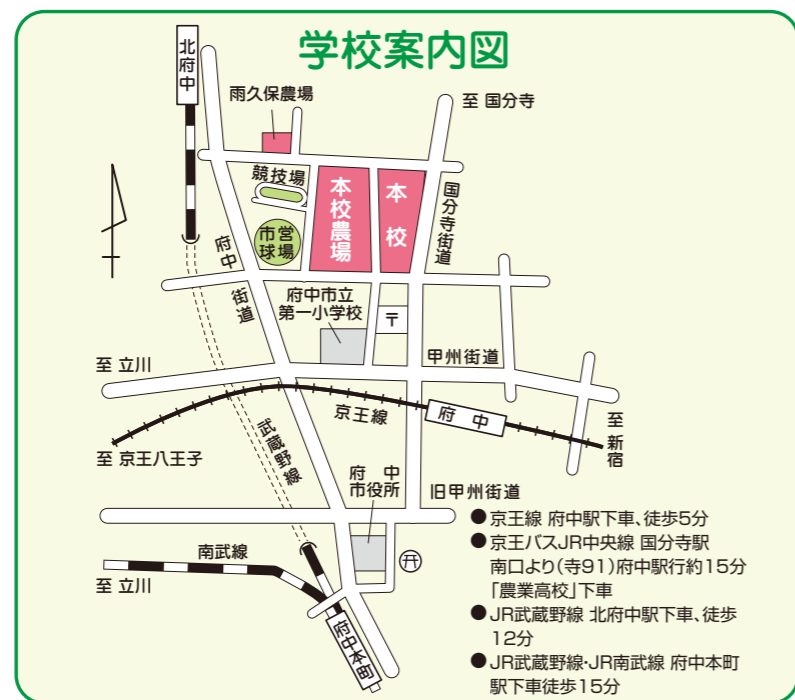 学校案内図
北府中
雨久保農場
至 国分寺
競技場
本校農場
本校
国分寺街道
市営
球場
府中街道
府中市立
第一小学校
〒
至 立川
甲州街道
京王線
府中
至 新宿
至 京王八王子
武蔵野線
府中
市役所
旧甲州街道
南武線
至 立川
府中本町
●京王線 府中駅下車、徒歩5分
●京王バスJR中央線 国分寺駅
南口より(寺91)府中駅行約15分
「農業高校」下車
●JR武蔵野線 北府中駅下車、徒歩
12分
●JR武蔵野線・JR南武線 府中本町
駅下車徒歩15分